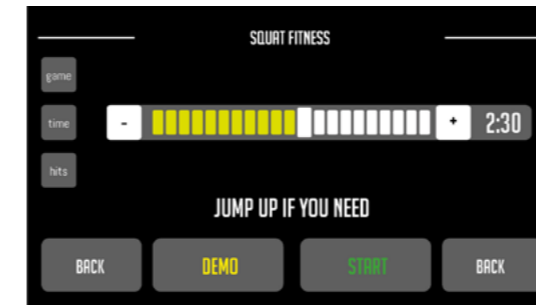 SQUAT FITNESS
game
time
- + 2:30
hits
JUMP UP IF YOU NEED
BACK DEMO START BACK